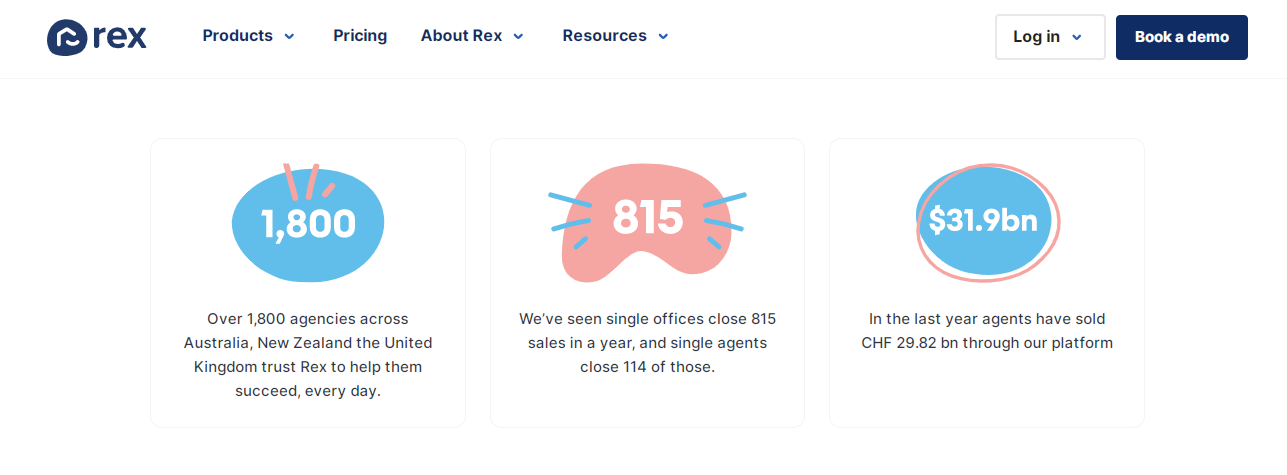 rex
Products
Pricing
About Rex
Resources
Log in
Book a demo
1,800
Over 1,800 agencies across
Australia, New Zealand the United
Kingdom trust Rex to help them
succeed, every day.
815
We’ve seen single offices close 815
sales in a year, and single agents
close 114 of those.
$31.9bn
In the last year agents have sold
CHF 29.82 bn through our platform